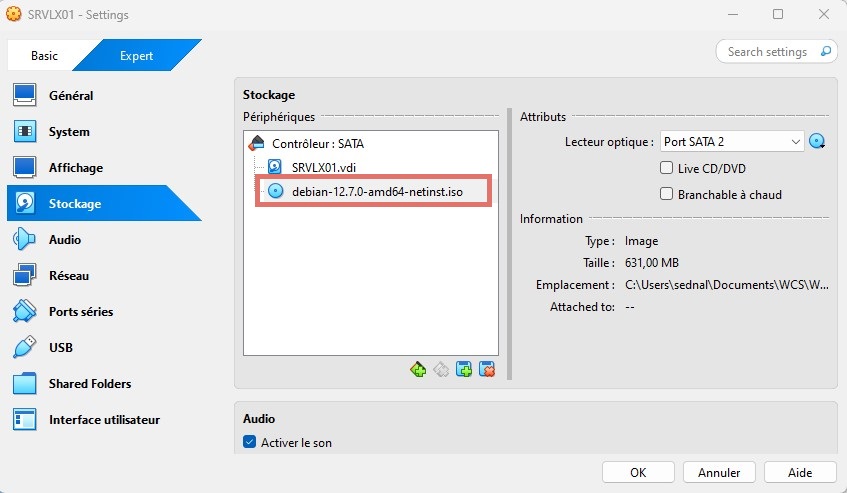 SRVLX01 - Settings
Basic
Expert
Search settings
Général
System
Affichage
Stockage
Audio
Réseau
Ports séries
USB
Shared Folders
Interface utilisateur
Stockage
Périphériques
Contrôleur : SATA
SRVLX01.vdi
debian-12.7.0-amd64-netinst.iso
Attributs
Lecteur optique : Port SATA 2
Live CD/DVD
Branchable à chaud
Information
Type : Image
Taille : 631,00 MB
Emplacement : C:\Users\sednal\Documents\WCS\W...
Attached to: --
Audio
Activer le son
OK
Annuler
Aide